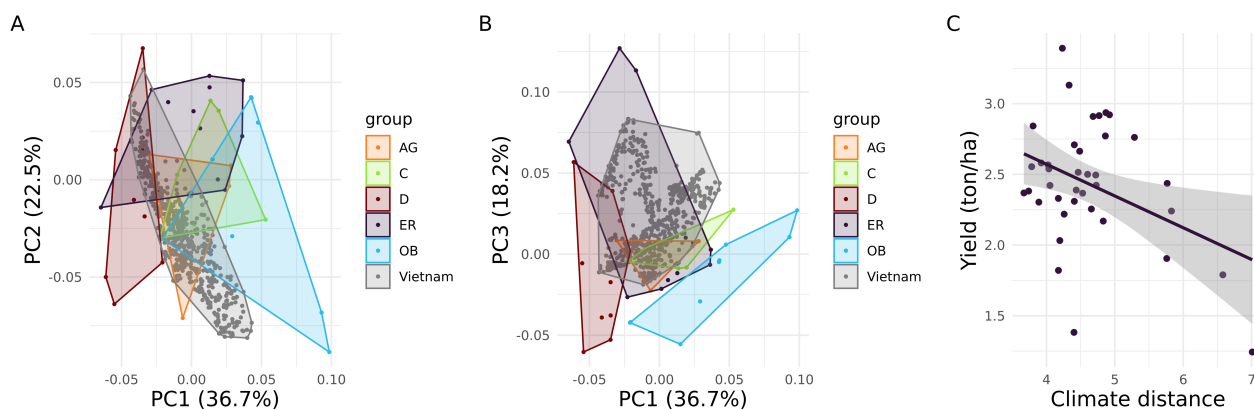 A
B
C
0.05
0.00
-0.05
-0.05
0.00
0.05
0.10
PC1 (36.7%)
PC2 (22.5%)
group
AG
C
D
ER
OB
Vietnam
0.10
0.05
0.00
-0.05
-0.05
0.00
0.05
0.10
PC1 (36.7%)
PC3 (18.2%)
group
AG
C
D
ER
OB
Vietnam
3.0
2.5
2.0
1.5
4
5
6
7
Climate distance
Yield (ton/ha)